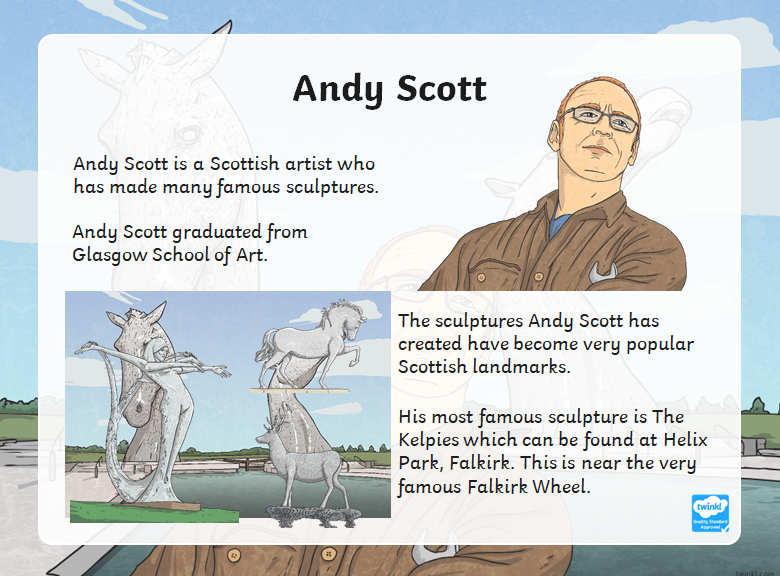 Andy Scott
Andy Scott is a Scottish artist who
has made many famous sculptures.
Andy Scott graduated from
Glasgow School of Art.
The sculptures Andy Scott has
created have become very popular
Scottish landmarks.
His most famous sculpture is The
Kelpies which can be found at Helix
Park, Falkirk. This is near the very
famous Falkirk Wheel.
twinkl
Quality Standard
Approved
twinkl.com